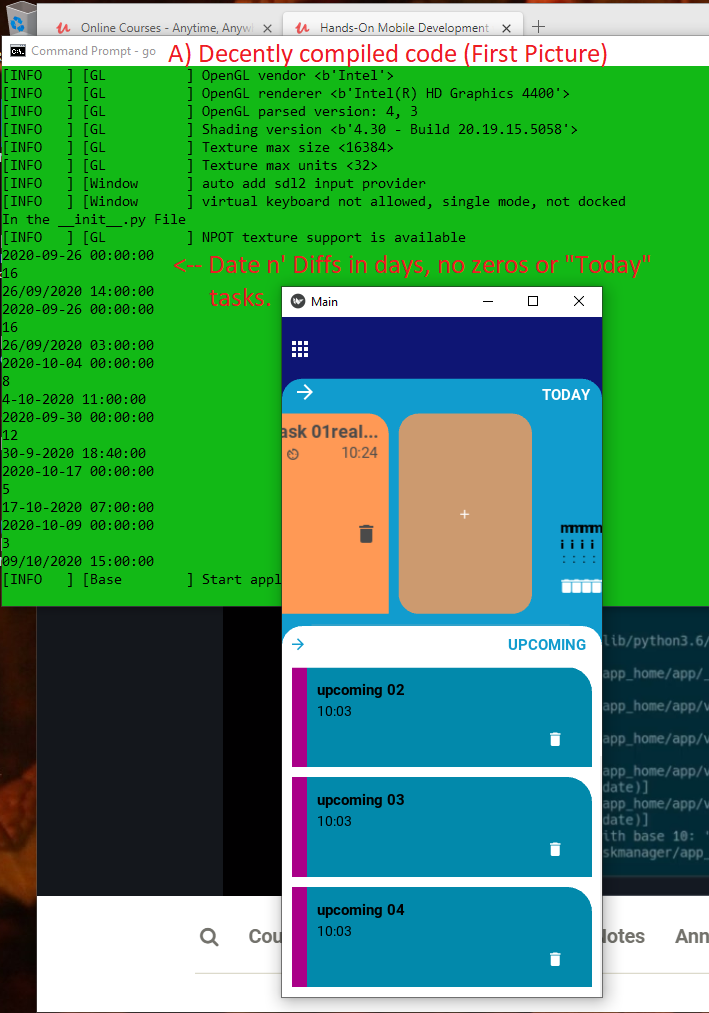 Online Courses - Anytime, Anywh
Hands-On Mobile Development
Command Prompt - go
A) Decently compiled code (First Picture)
[INFO   ] [GL          ] OpenGL vendor <b'Intel'>
[INFO   ] [GL          ] OpenGL renderer <b'Intel(R) HD Graphics 4400'>
[INFO   ] [GL          ] OpenGL parsed version: 4, 3
[INFO   ] [GL          ] Shading version <b'4.30 - Build 20.19.15.5058'>
[INFO   ] [GL          ] Texture max size <16384>
[INFO   ] [GL          ] Texture max units <32>
[INFO   ] [Window      ] auto add sdl2 input provider
[INFO   ] [Window      ] virtual keyboard not allowed, single mode, not docked
In the __init__.py File
[INFO   ] [GL          ] NPOT texture support is available
2020-09-26 00:00:00
<-- Date n' Diffs in days, no zeros or "Today"
tasks.
16
26/09/2020 14:00:00
2020-09-26 00:00:00
16
26/09/2020 03:00:00
2020-10-04 00:00:00
8
4-10-2020 11:00:00
2020-09-30 00:00:00
12
30-9-2020 18:40:00
2020-10-17 00:00:00
5
17-10-2020 07:00:00
2020-10-09 00:00:00
3
09/10/2020 15:00:00
[INFO   ] [Base        ] Start appl
Main
TODAY
ask 01real...
10:24
+
UPCOMING
upcoming 02
10:03
upcoming 03
10:03
upcoming 04
10:03
lib/python3.6/
app_home/app/_
app_home/app/v
app_home/app/v
app_home/app/v
date)]
app_home/app/v
date)]
ith base 10: '
skmanager/app_
Cou
Notes
Ann